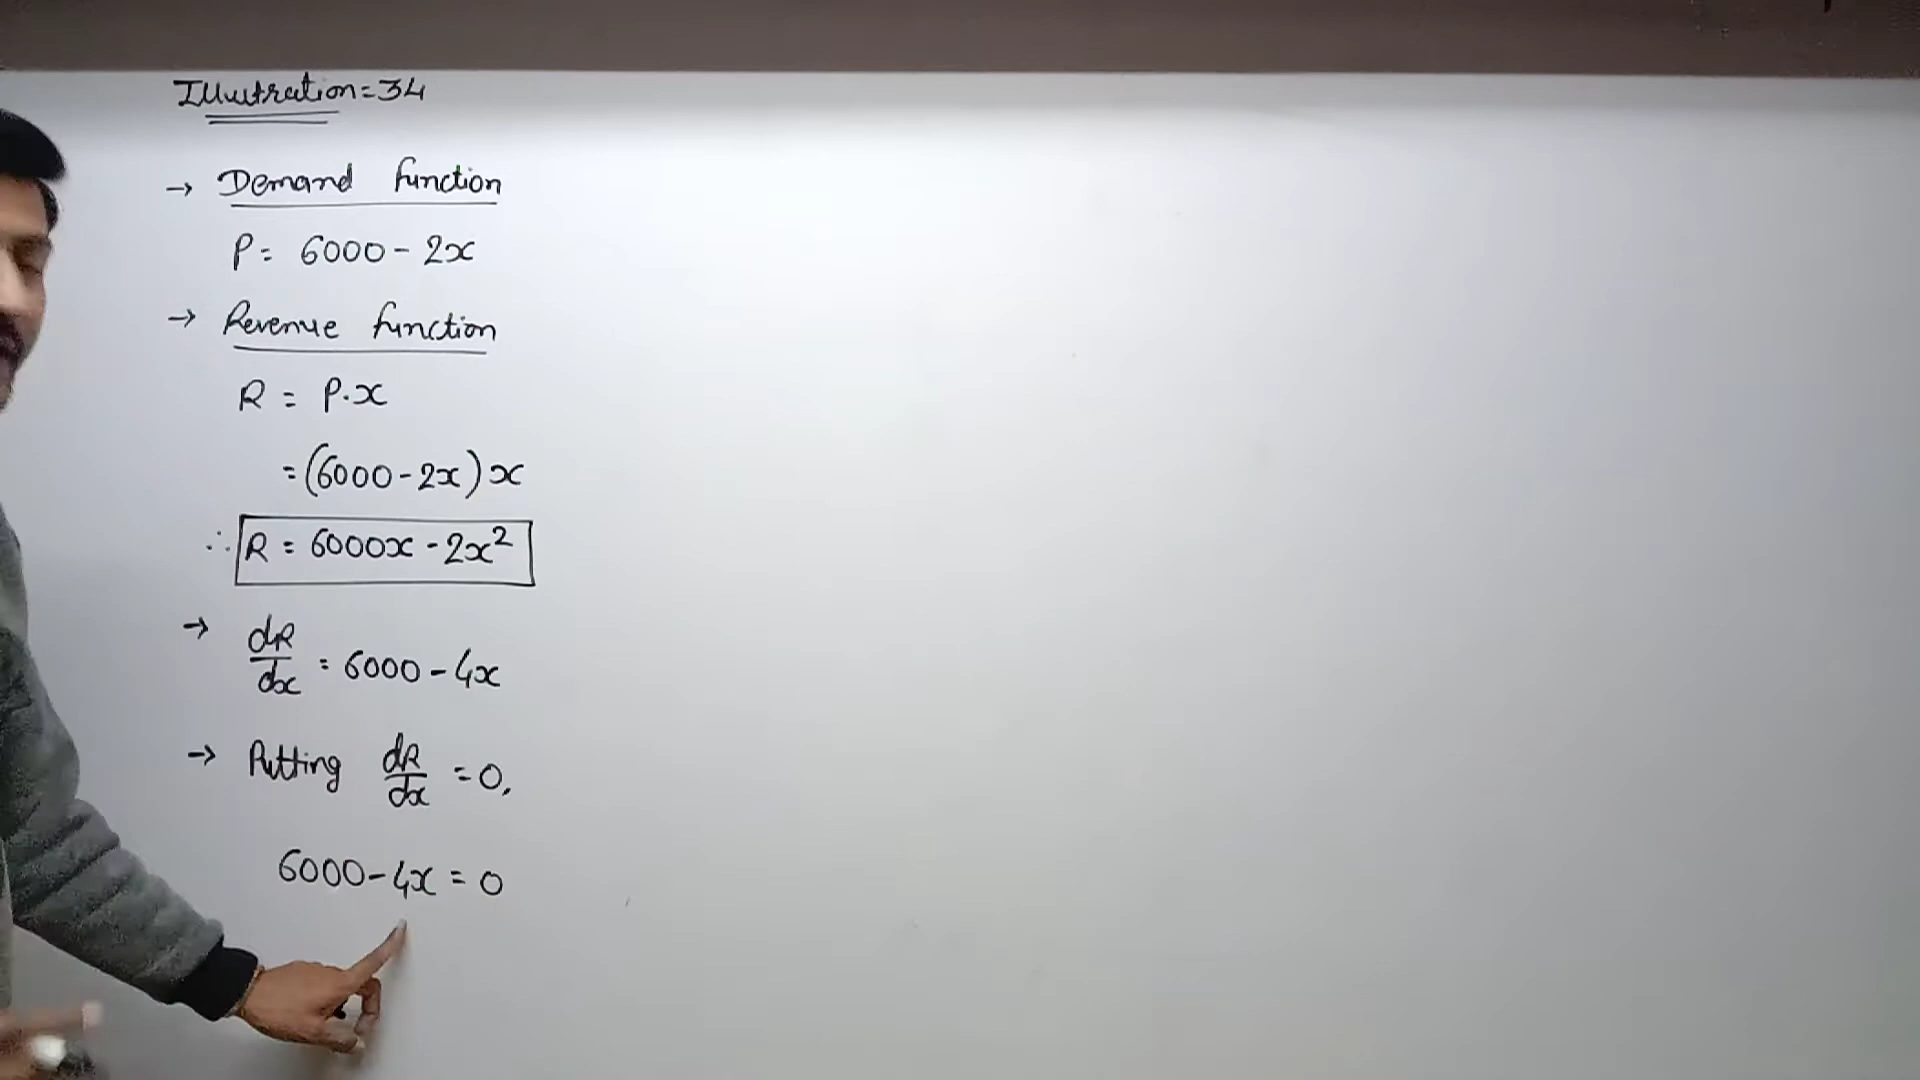 Illustration=34
→ Demand function
P= 6000-2x
→ Revenue function
R = P.x
=(6000-2x)x
∴ R = 6000x-2x²
→ dR/dx = 6000-4x
→ Putting dR/dx =0,
6000-4x=0